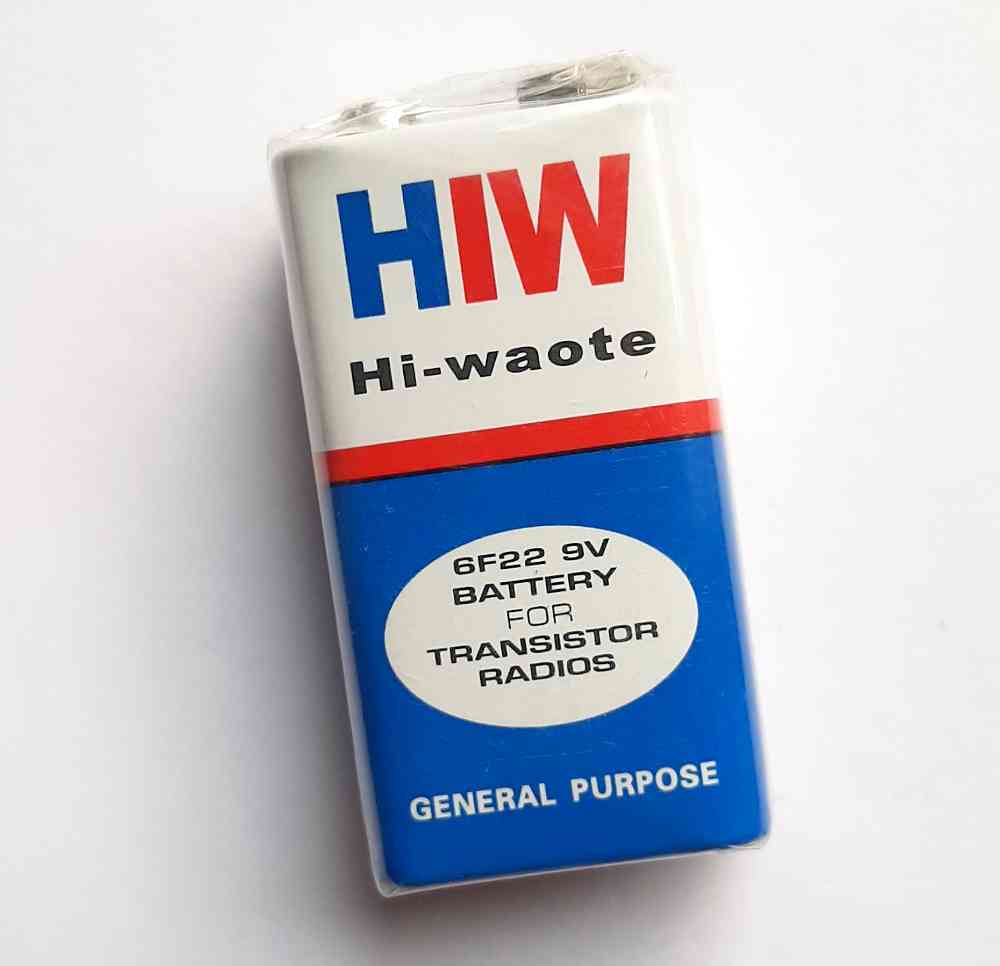 HIW
Hi-waote
6F22 9V
BATTERY
FOR
TRANSISTOR
RADIOS
GENERAL PURPOSE